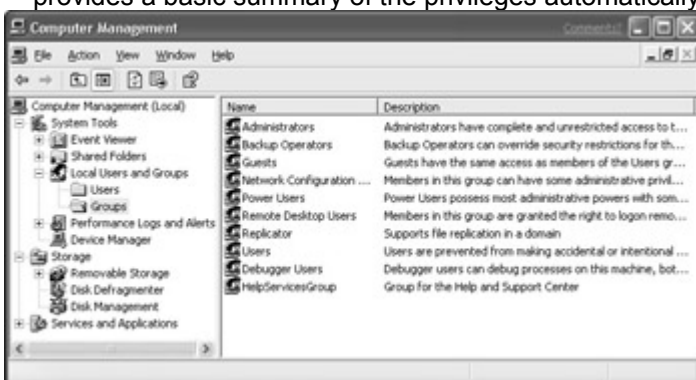 provides a basic summary of the privileges automatically
Computer Management
Comments?
File Action View Window Help
Computer Management (Local)
System Tools
Event Viewer
Shared Folders
Local Users and Groups
Users
Groups
Performance Logs and Alerts
Device Manager
Storage
Removable Storage
Disk Defragmenter
Disk Management
Services and Applications
Name Description
Administrators Administrators have complete and unrestricted access to t...
Backup Operators Backup Operators can override security restrictions for th...
Guests Guests have the same access as members of the Users gr...
Network Configuration ... Members in this group can have some administrative privil...
Power Users Power Users possess most administrative powers with som...
Remote Desktop Users Members in this group are granted the right to logon remo...
Replicator Supports file replication in a domain
Users Users are prevented from making accidental or intentional ...
Debugger Users Debugger users can debug processes on this machine, bot...
HelpServicesGroup Group for the Help and Support Center